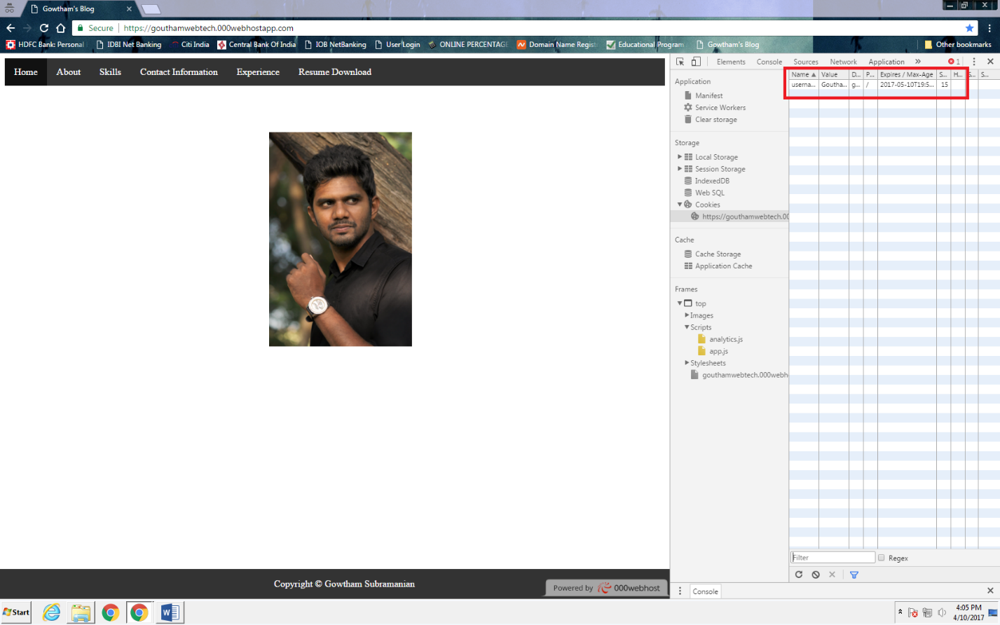 Gowtham's Blog
Secure https://gouthamwebtech.000webhostapp.com
HDFC Bank: Personal IDBI Net Banking Citi India Central Bank Of India IOB NetBanking User Login ONLINE PERCENTAGE Domain Name Regist Educational Program Gowtham's Blog Other bookmarks
Home About Skills Contact Information Experience Resume Download
Elements Console Sources Network Application » 1
Application
Manifest
Service Workers
Clear storage
Storage
Local Storage
Session Storage
IndexedDB
Web SQL
Cookies
https://gouthamwebtech.00
Cache
Cache Storage
Application Cache
Frames
top
Images
Scripts
analytics.js
app.js
Stylesheets
gouthamwebtech.000webh
Name Value D... P... Expires / Max-Age S... H... S... S...
userna... Goutha... g... / 2017-05-10T19:5... 15
Filter Regex
Console
Copyright © Gowtham Subramanian
Powered by 000webhost
Start
4:05 PM
4/10/2017